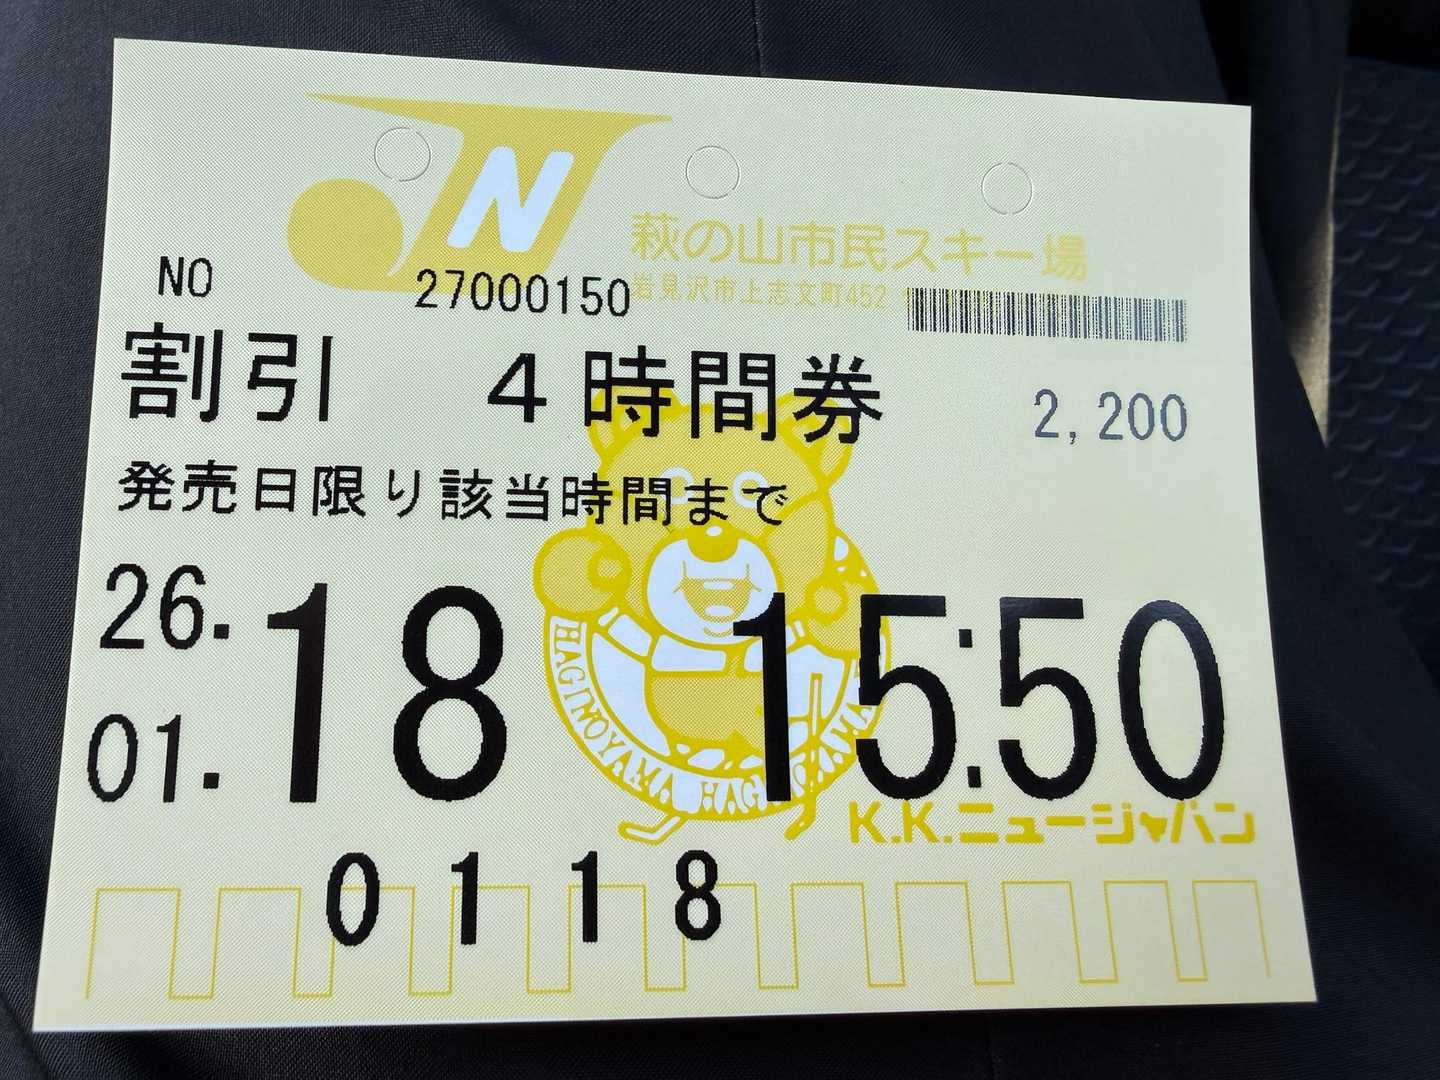 JN
萩の山市民スキー場
岩見沢市上志文町452
NO 27000150
割引 4時間券 2,200
発売日限り該当時間まで
26.
01. 18 15:50
HAGINOYAMA HAGINOYAMA
K.K.ニュージャパン
0118